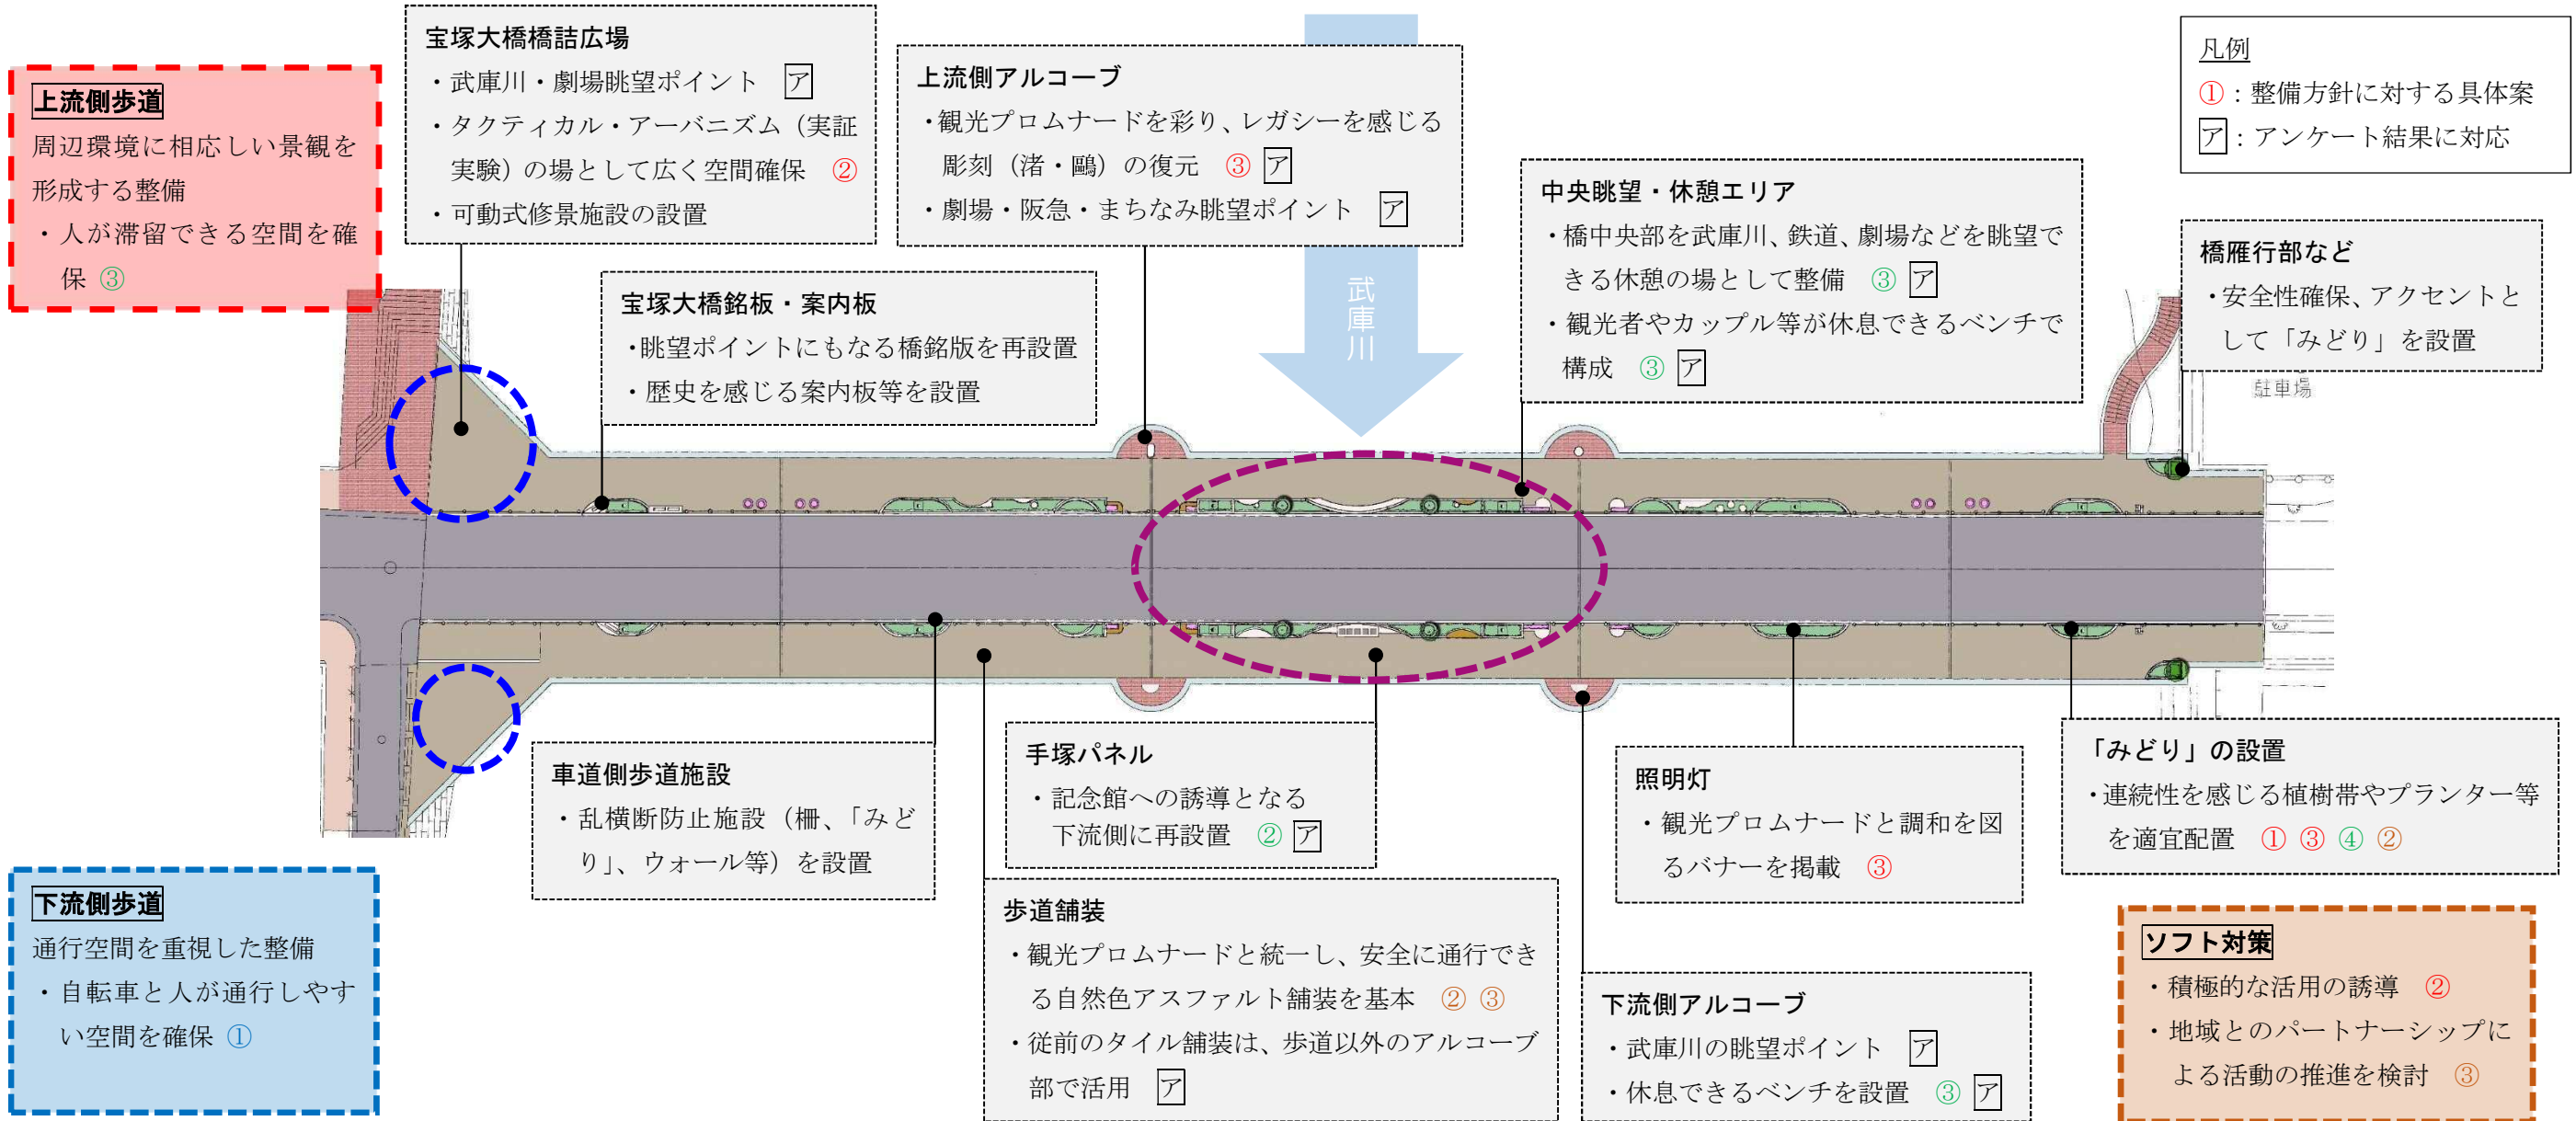 宝塚大橋橋詰広場
・武庫川・劇場眺望ポイント ア
・タクティカル・アーバニズム（実証
実験）の場として広く空間確保 ②
・可動式修景施設の設置
上流側歩道
周辺環境に相応しい景観を
形成する整備
・人が滞留できる空間を確
保 ③
上流側アルコーブ
・観光プロムナードを彩り、レガシーを感じる
彫刻（渚・鷗）の復元 ③ ア
・劇場・阪急・まちなみ眺望ポイント ア
凡例
①：整備方針に対する具体案
ア：アンケート結果に対応
中央眺望・休憩エリア
・橋中央部を武庫川、鉄道、劇場などを眺望で
きる休憩の場として整備 ③ ア
・観光者やカップル等が休息できるベンチで
構成 ③ ア
橋雁行部など
・安全性確保、アクセントと
して「みどり」を設置
駐車場
宝塚大橋銘板・案内板
・眺望ポイントにもなる橋銘版を再設置
・歴史を感じる案内板等を設置
武庫川
車道側歩道施設
・乱横断防止施設（柵、「みど
り」、ウォール等）を設置
手塚パネル
・記念館への誘導となる
下流側に再設置 ② ア
照明灯
・観光プロムナードと調和を図
るバナーを掲載 ③
「みどり」の設置
・連続性を感じる植樹帯やプランター等
を適宜配置 ① ③ ④ ②
下流側歩道
通行空間を重視した整備
・自転車と人が通行しやす
い空間を確保 ①
歩道舗装
・観光プロムナードと統一し、安全に通行でき
る自然色アスファルト舗装を基本 ② ③
・従前のタイル舗装は、歩道以外のアルコーブ
部で活用 ア
下流側アルコーブ
・武庫川の眺望ポイント ア
・休息できるベンチを設置 ③ ア
ソフト対策
・積極的な活用の誘導 ②
・地域とのパートナーシップに
よる活動の推進を検討 ③